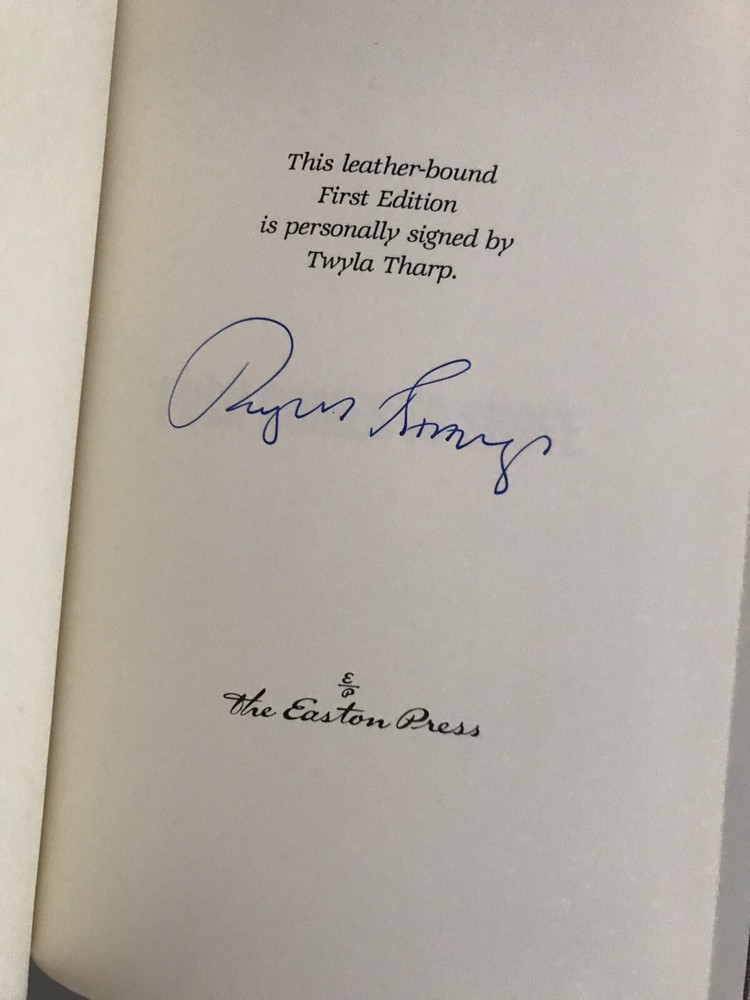 This leather-bound
First Edition
is personally signed by
Twyla Tharp.
E
P
the Easton Press